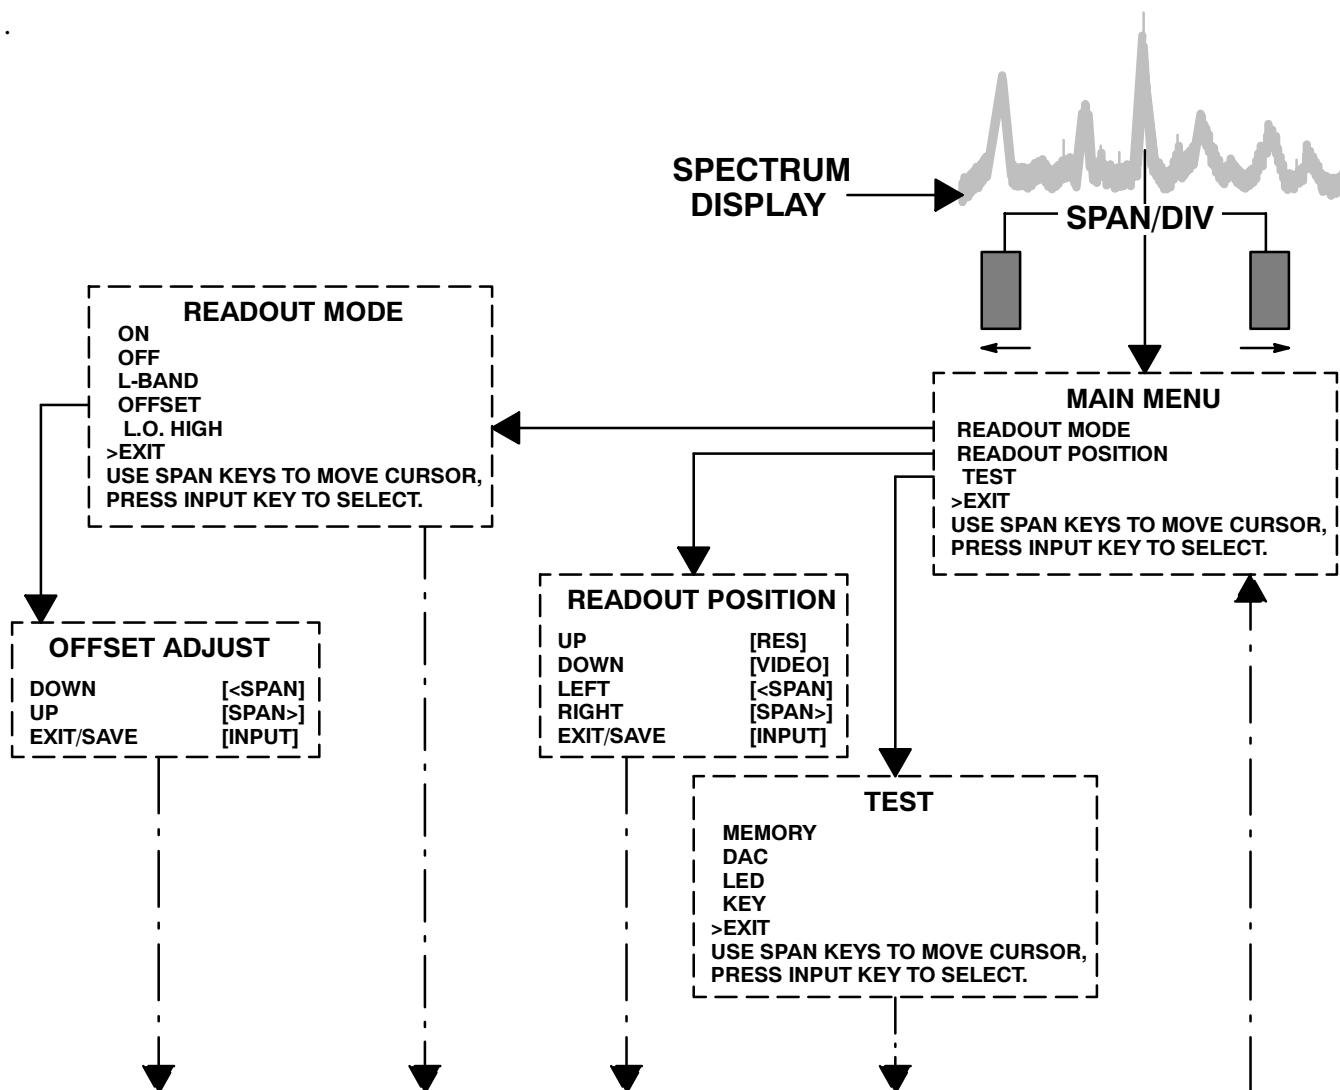 .
SPECTRUM
DISPLAY
SPAN/DIV
READOUT MODE
ON
OFF
L-BAND
OFFSET
L.O. HIGH
>EXIT
USE SPAN KEYS TO MOVE CURSOR,
PRESS INPUT KEY TO SELECT.
MAIN MENU
READOUT MODE
READOUT POSITION
TEST
>EXIT
USE SPAN KEYS TO MOVE CURSOR,
PRESS INPUT KEY TO SELECT.
OFFSET ADJUST
DOWN [<SPAN]
UP [SPAN>]
EXIT/SAVE [INPUT]
READOUT POSITION
UP [RES]
DOWN [VIDEO]
LEFT [<SPAN]
RIGHT [SPAN>]
EXIT/SAVE [INPUT]
TEST
MEMORY
DAC
LED
KEY
>EXIT
USE SPAN KEYS TO MOVE CURSOR,
PRESS INPUT KEY TO SELECT.